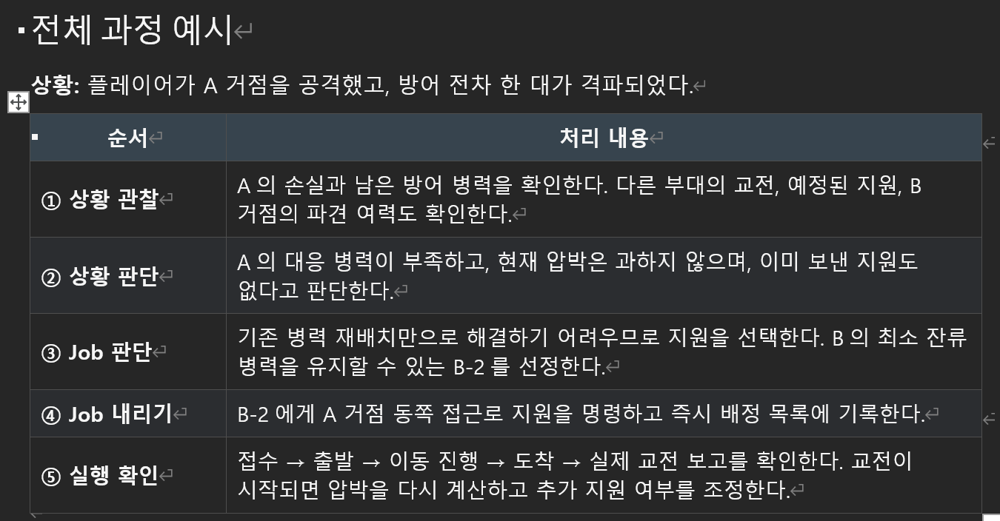 전체 과정 예시
상황: 플레이어가 A 거점을 공격했고, 방어 전차 한 대가 격파되었다.
순서 처리 내용
① 상황 관찰
A 의 손실과 남은 방어 병력을 확인한다. 다른 부대의 교전, 예정된 지원, B
거점의 파견 여력도 확인한다.
② 상황 판단
A 의 대응 병력이 부족하고, 현재 압박은 과하지 않으며, 이미 보낸 지원도
없다고 판단한다.
③ Job 판단
기존 병력 재배치만으로 해결하기 어려우므로 지원을 선택한다. B 의 최소 잔류
병력을 유지할 수 있는 B-2 를 선정한다.
④ Job 내리기
B-2 에게 A 거점 동쪽 접근로 지원을 명령하고 즉시 배정 목록에 기록한다.
⑤ 실행 확인
접수 → 출발 → 이동 진행 → 도착 → 실제 교전 보고를 확인한다. 교전이
시작되면 압박을 다시 계산하고 추가 지원 여부를 조정한다.